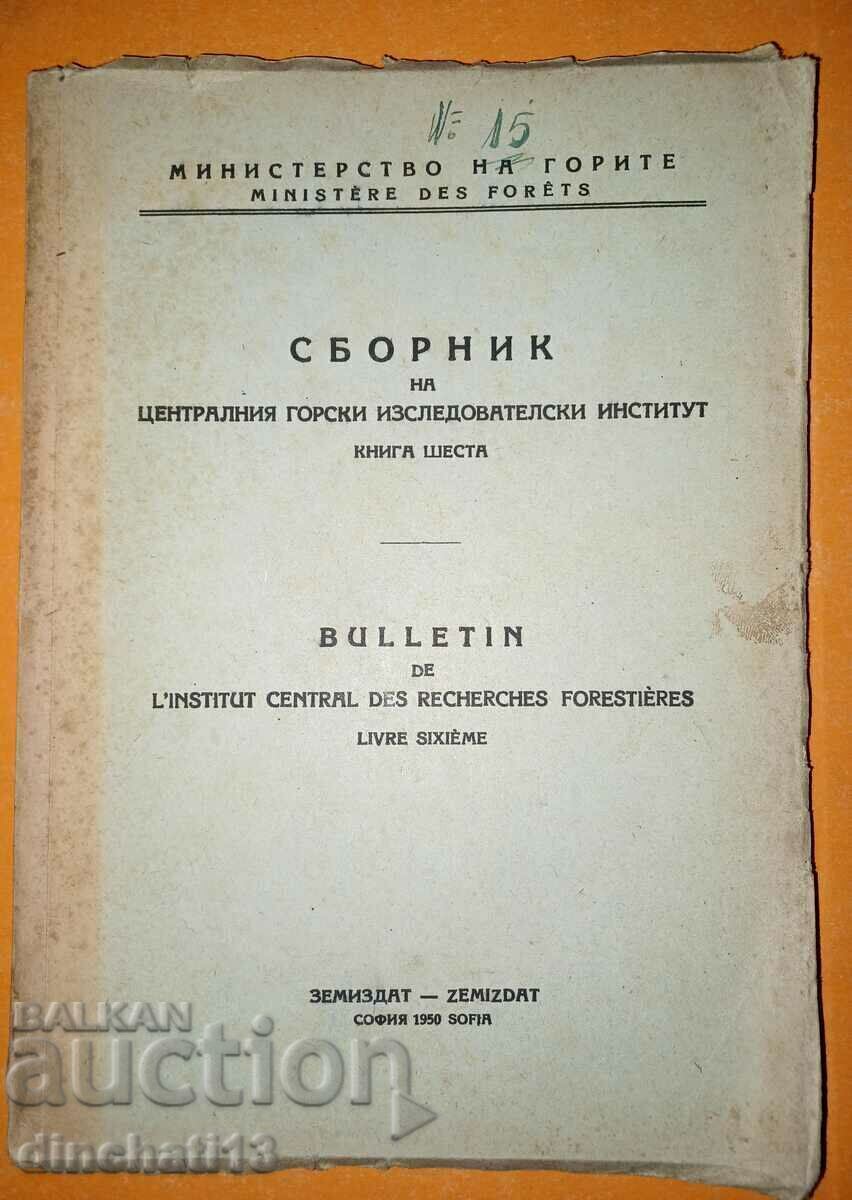 № 15
МИНИСТЕРСТВО НА ГОРИТЕ
MINISTÈRE DES FORÊTS
СБОРНИК
НА
ЦЕНТРАЛНИЯ ГОРСКИ ИЗСЛЕДОВАТЕЛСКИ ИНСТИТУТ
КНИГА ШЕСТА
BULLETIN
DE
L'INSTITUT CENTRAL DES RECHERCHES FORESTIÈRES
LIVRE SIXIÈME
ЗЕМИЗДАТ — ZEMIZDAT
СОФИЯ 1950 SOFIA
BALKAN
auction
dinchati13